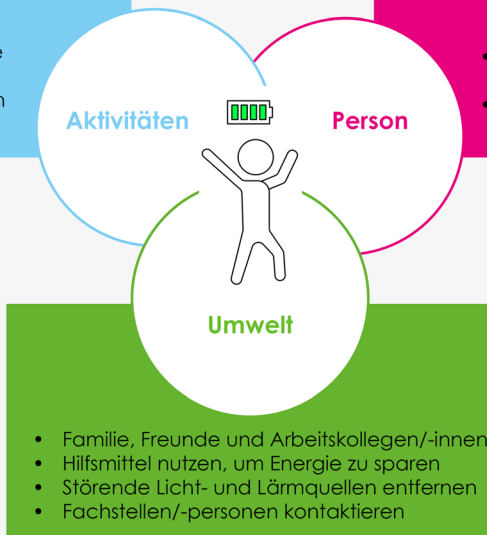 Aktivitäten
Person
Umwelt
• Familie, Freunde und Arbeitskollegen/-innen
• Hilfsmittel nutzen, um Energie zu sparen
• Störende Licht- und Lärmquellen entfernen
• Fachstellen/-personen kontaktieren